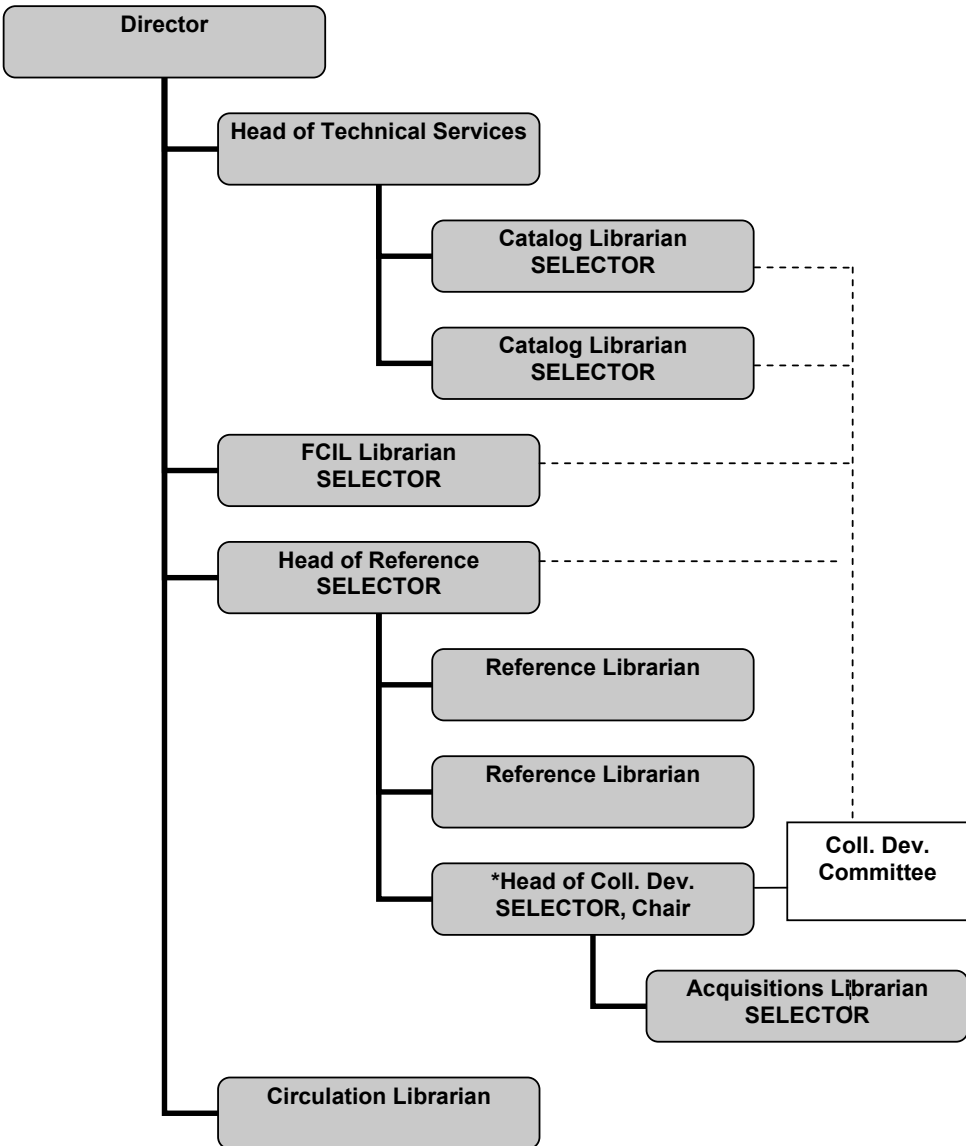 Director
Head of Technical Services
Catalog Librarian
SELECTOR
Catalog Librarian
SELECTOR
FCIL Librarian
SELECTOR
Head of Reference
SELECTOR
Reference Librarian
Reference Librarian
*Head of Coll. Dev.
SELECTOR, Chair
Coll. Dev.
Committee
Acquisitions Librarian
SELECTOR
Circulation Librarian